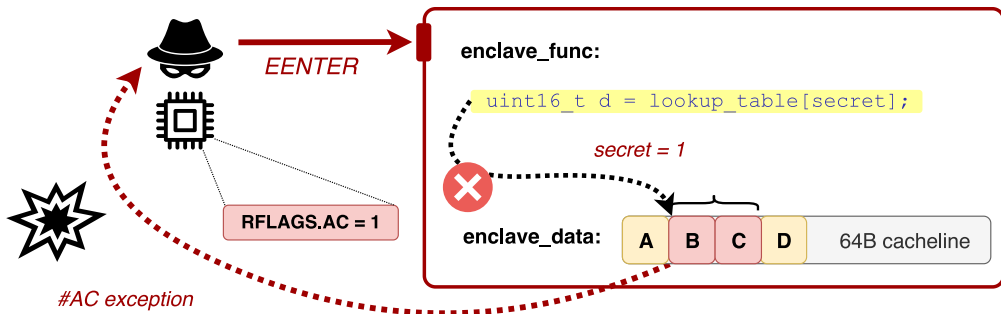 EENTER
enclave_func:
uint16_t d = lookup_table[secret];
secret = 1
RFLAGS.AC = 1
enclave_data:
A B C D 64B cacheline
#AC exception